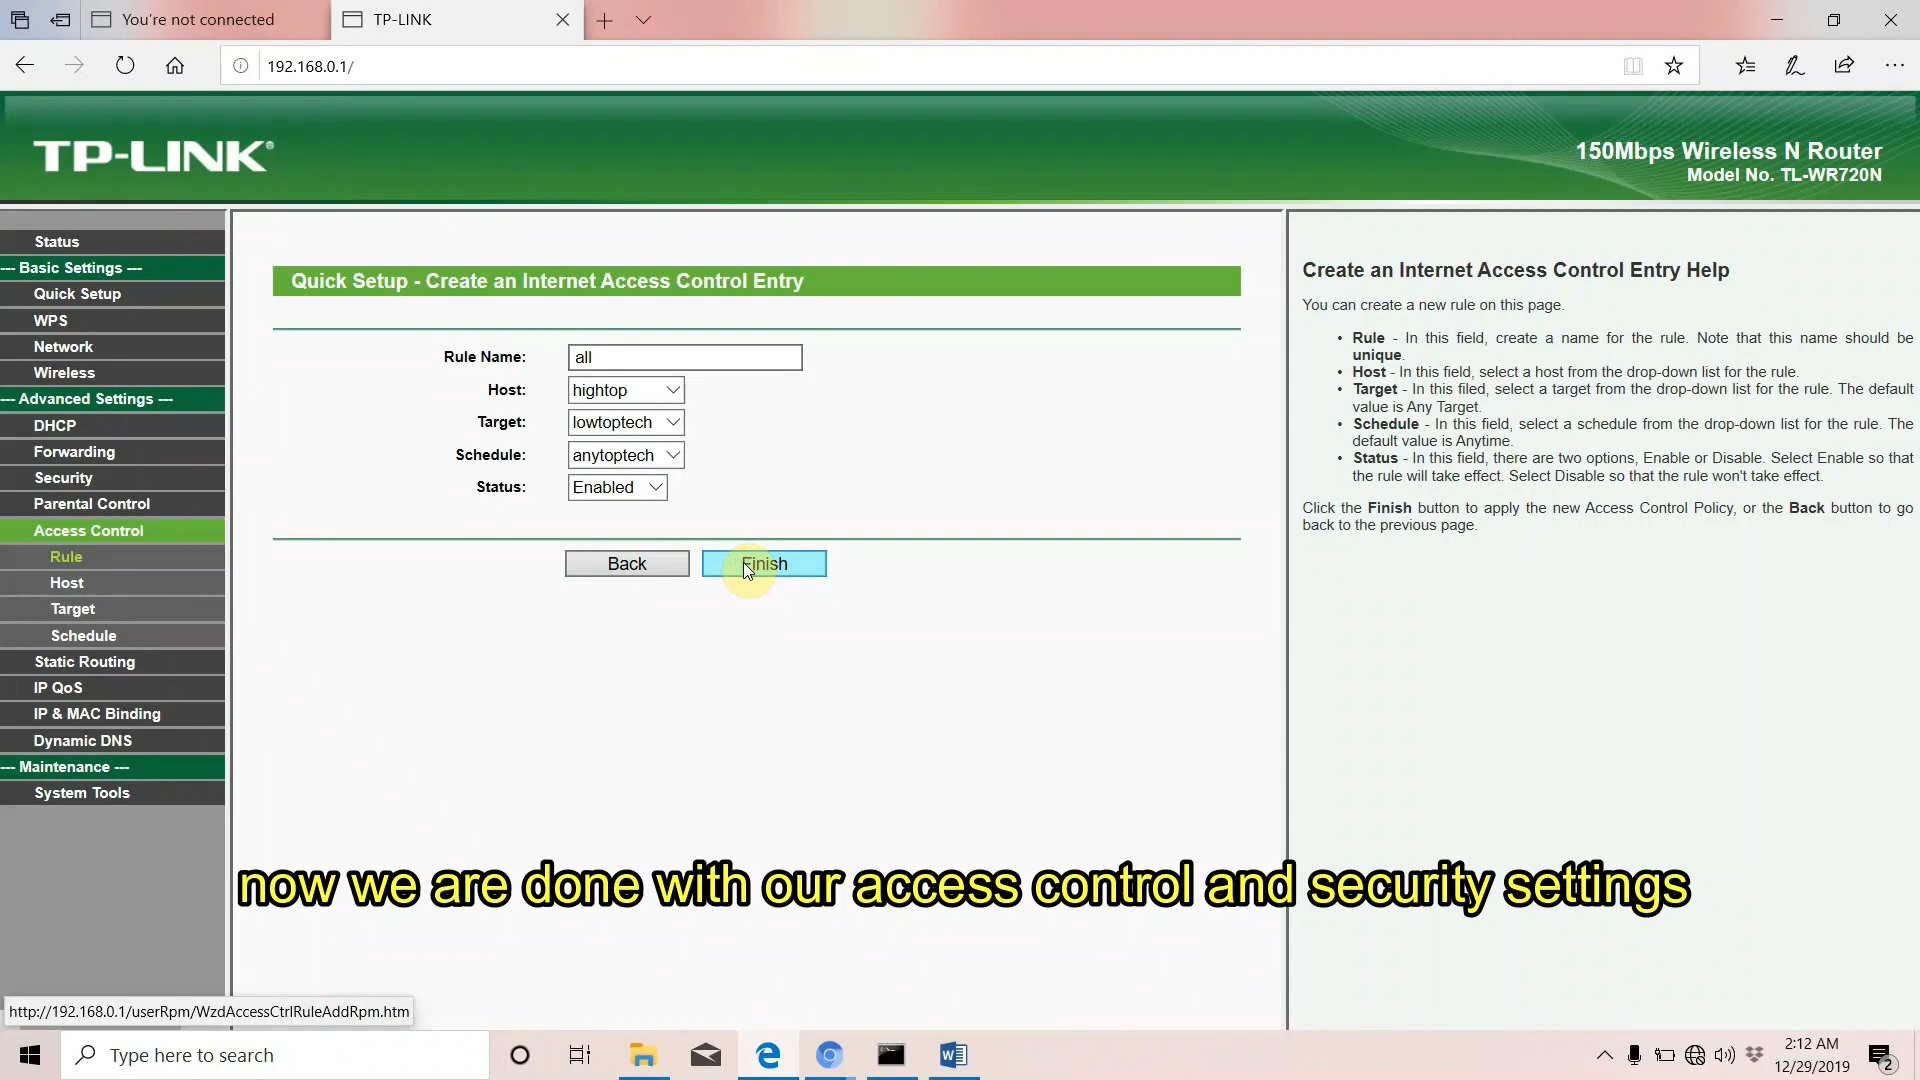 You're not connected
TP-LINK
192.168.0.1/
TP-LINK®
150Mbps Wireless N Router
Model No. TL-WR720N
Status
--- Basic Settings ---
Quick Setup
WPS
Network
Wireless
--- Advanced Settings ---
DHCP
Forwarding
Security
Parental Control
Access Control
Rule
Host
Target
Schedule
Static Routing
IP QoS
IP & MAC Binding
Dynamic DNS
--- Maintenance ---
System Tools
Quick Setup - Create an Internet Access Control Entry
Rule Name: all
Host: hightop
Target: lowtoptech
Schedule: anytoptech
Status: Enabled
Back Finish
Create an Internet Access Control Entry Help
You can create a new rule on this page.
• Rule - In this field, create a name for the rule. Note that this name should be
unique.
• Host - In this field, select a host from the drop-down list for the rule.
• Target - In this filed, select a target from the drop-down list for the rule. The default
value is Any Target.
• Schedule - In this field, select a schedule from the drop-down list for the rule. The
default value is Anytime.
• Status - In this field, there are two options, Enable or Disable. Select Enable so that
the rule will take effect. Select Disable so that the rule won't take effect.
Click the Finish button to apply the new Access Control Policy, or the Back button to go
back to the previous page.
now we are done with our access control and security settings
http://192.168.0.1/userRpm/WzdAccessCtrlRuleAddRpm.htm
Type here to search
2:12 AM
12/29/2019
2